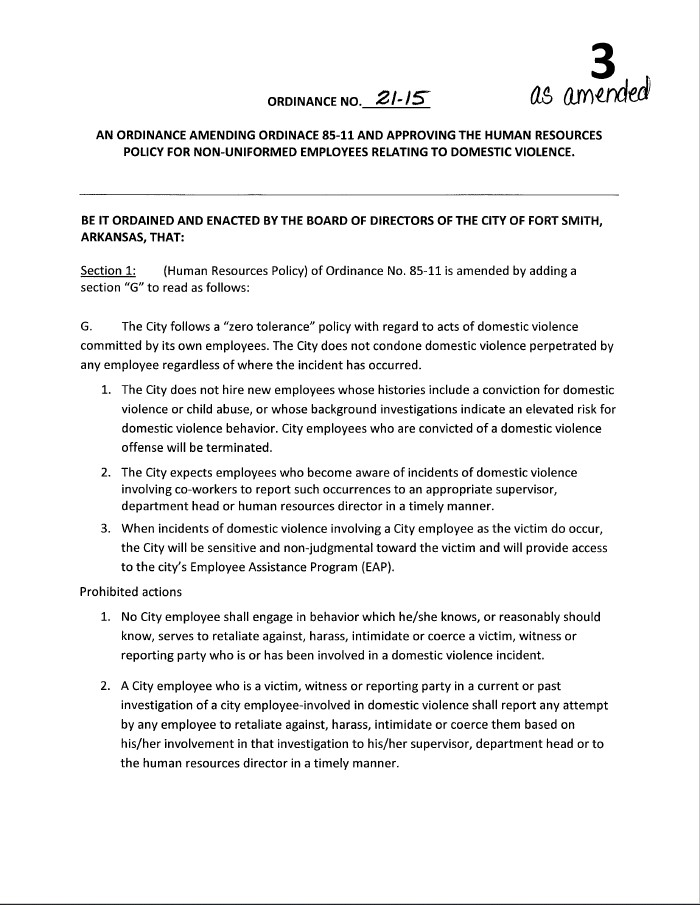 3
as amended
ORDINANCE NO. 21-15
AN ORDINANCE AMENDING ORDINACE 85-11 AND APPROVING THE HUMAN RESOURCES
POLICY FOR NON-UNIFORMED EMPLOYEES RELATING TO DOMESTIC VIOLENCE.
BE IT ORDAINED AND ENACTED BY THE BOARD OF DIRECTORS OF THE CITY OF FORT SMITH,
ARKANSAS, THAT:
Section 1: (Human Resources Policy) of Ordinance No. 85-11 is amended by adding a
section "G" to read as follows:
G. The City follows a "zero tolerance" policy with regard to acts of domestic violence
committed by its own employees. The City does not condone domestic violence perpetrated by
any employee regardless of where the incident has occurred.
1. The City does not hire new employees whose histories include a conviction for domestic
violence or child abuse, or whose background investigations indicate an elevated risk for
domestic violence behavior. City employees who are convicted of a domestic violence
offense will be terminated.
2. The City expects employees who become aware of incidents of domestic violence
involving co-workers to report such occurrences to an appropriate supervisor,
department head or human resources director in a timely manner.
3. When incidents of domestic violence involving a City employee as the victim do occur,
the City will be sensitive and non-judgmental toward the victim and will provide access
to the city's Employee Assistance Program (EAP).
Prohibited actions
1. No City employee shall engage in behavior which he/she knows, or reasonably should
know, serves to retaliate against, harass, intimidate or coerce a victim, witness or
reporting party who is or has been involved in a domestic violence incident.
2. A City employee who is a victim, witness or reporting party in a current or past
investigation of a city employee-involved in domestic violence shall report any attempt
by any employee to retaliate against, harass, intimidate or coerce them based on
his/her involvement in that investigation to his/her supervisor, department head or to
the human resources director in a timely manner.